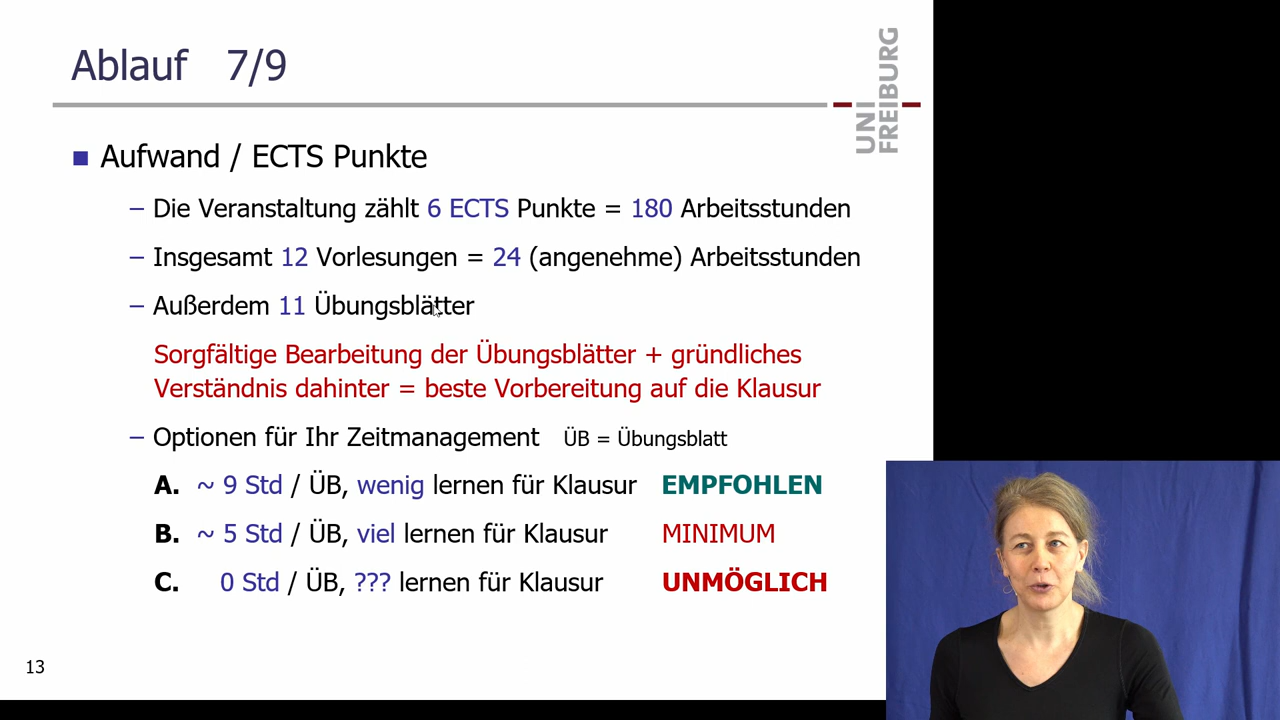 Ablauf 7/9
UNI
FREIBURG
■ Aufwand / ECTS Punkte
– Die Veranstaltung zählt 6 ECTS Punkte = 180 Arbeitsstunden
– Insgesamt 12 Vorlesungen = 24 (angenehme) Arbeitsstunden
– Außerdem 11 Übungsblätter
Sorgfältige Bearbeitung der Übungsblätter + gründliches
Verständnis dahinter = beste Vorbereitung auf die Klausur
– Optionen für Ihr Zeitmanagement ÜB = Übungsblatt
A. ~ 9 Std / ÜB, wenig lernen für Klausur EMPFOHLEN
B. ~ 5 Std / ÜB, viel lernen für Klausur MINIMUM
C. 0 Std / ÜB, ??? lernen für Klausur UNMÖGLICH
13